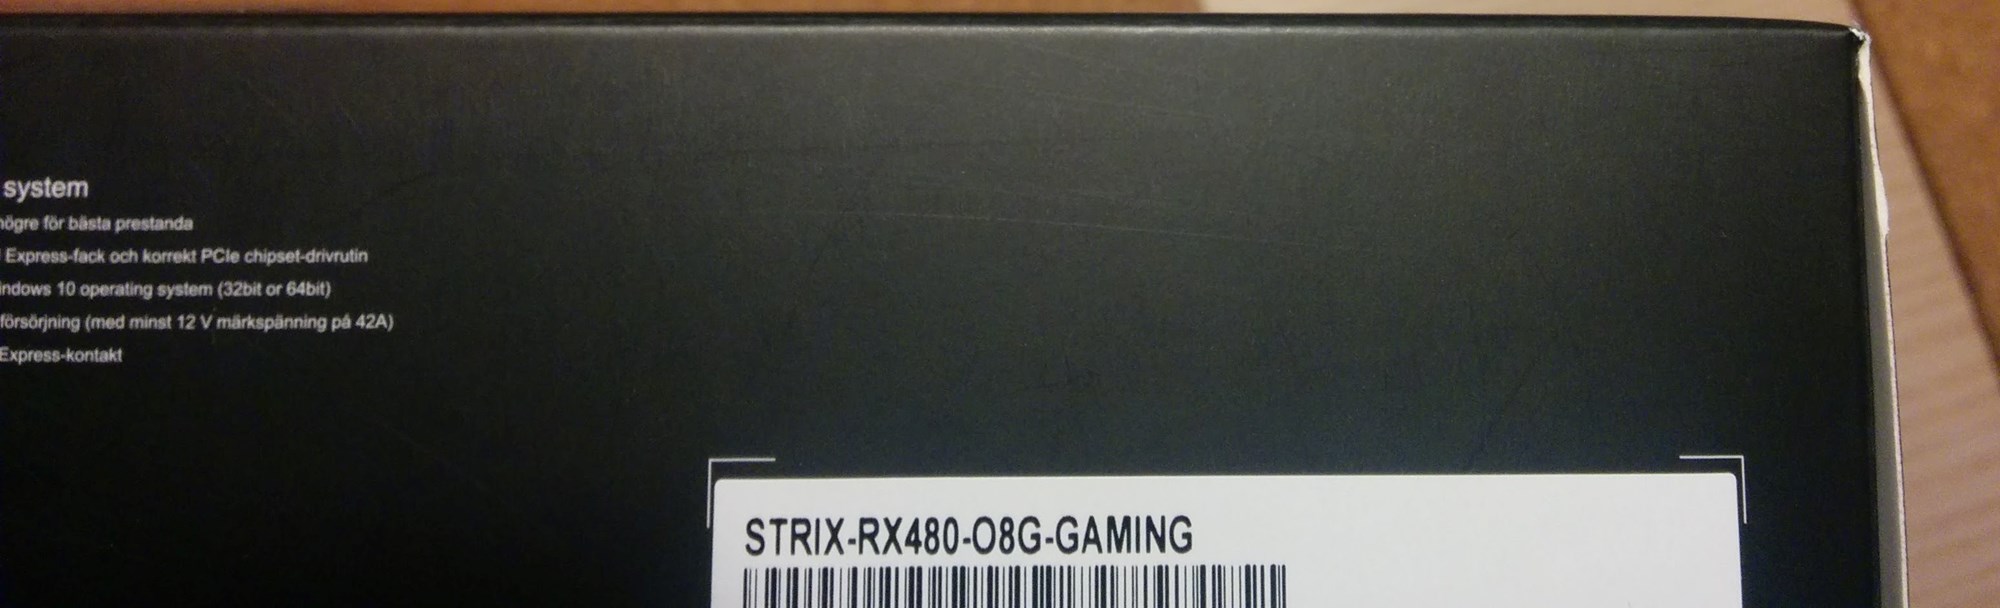 system
högre för bästa prestanda
Express-fack och korrekt PCIe chipset-drivrutin
indows 10 operating system (32bit or 64bit)
försörjning (med minst 12 V märkspänning på 42A)
Express-kontakt
STRIX-RX480-O8G-GAMING